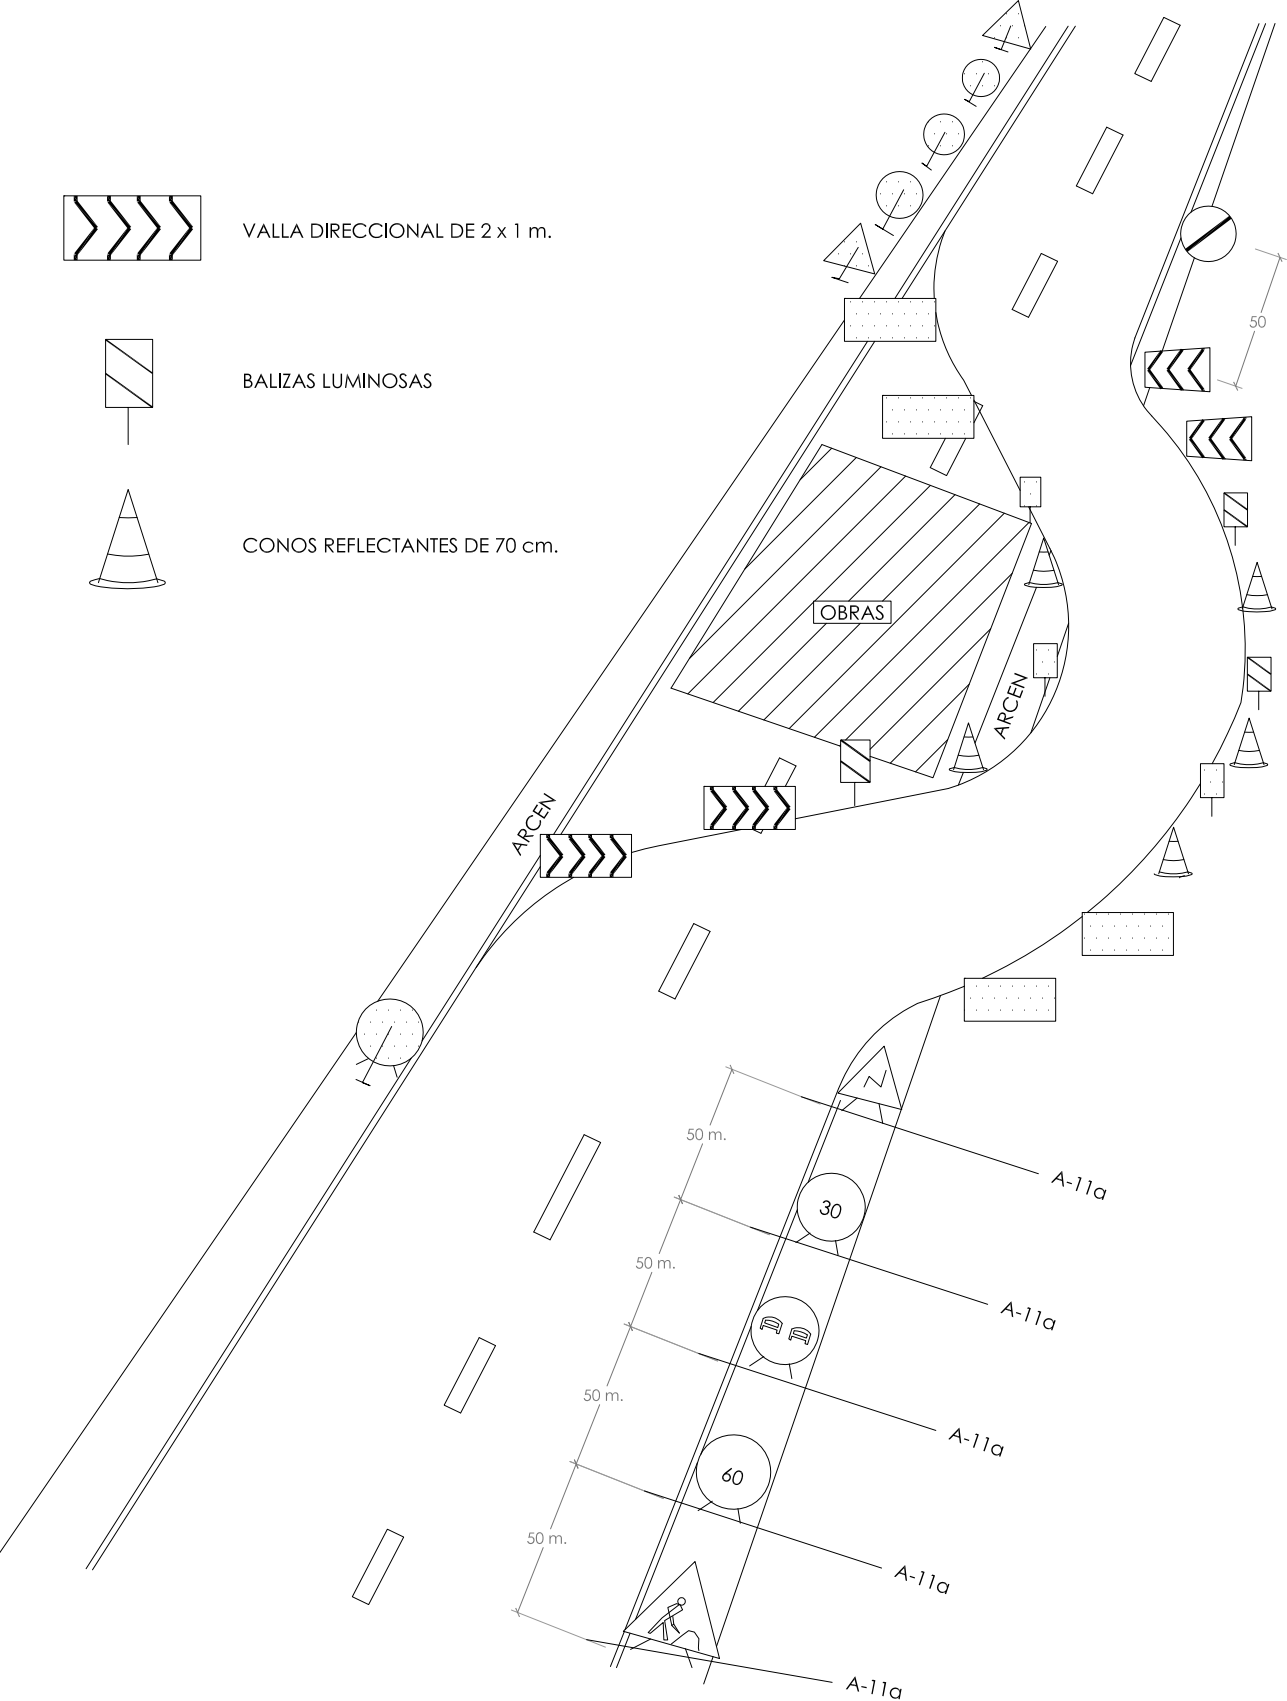 VALLA DIRECCIONAL DE 2 x 1 m.
50
BALIZAS LUMINOSAS
CONOS REFLECTANTES DE 70 cm.
OBRAS
ARCEN
ARCEN
50 m.
A-11a
30
50 m.
A-11a
50 m.
A-11a
60
50 m.
A-11a
A-11a